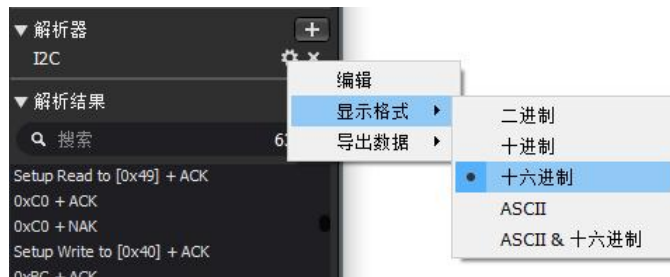 解析器
I2C
解析结果
搜索
Setup Read to [0x49] + ACK
0xC0 + ACK
0xC0 + NAK
Setup Write to [0x40] + ACK
编辑
显示格式
导出数据
二进制
十进制
十六进制
ASCII
ASCII & 十六进制